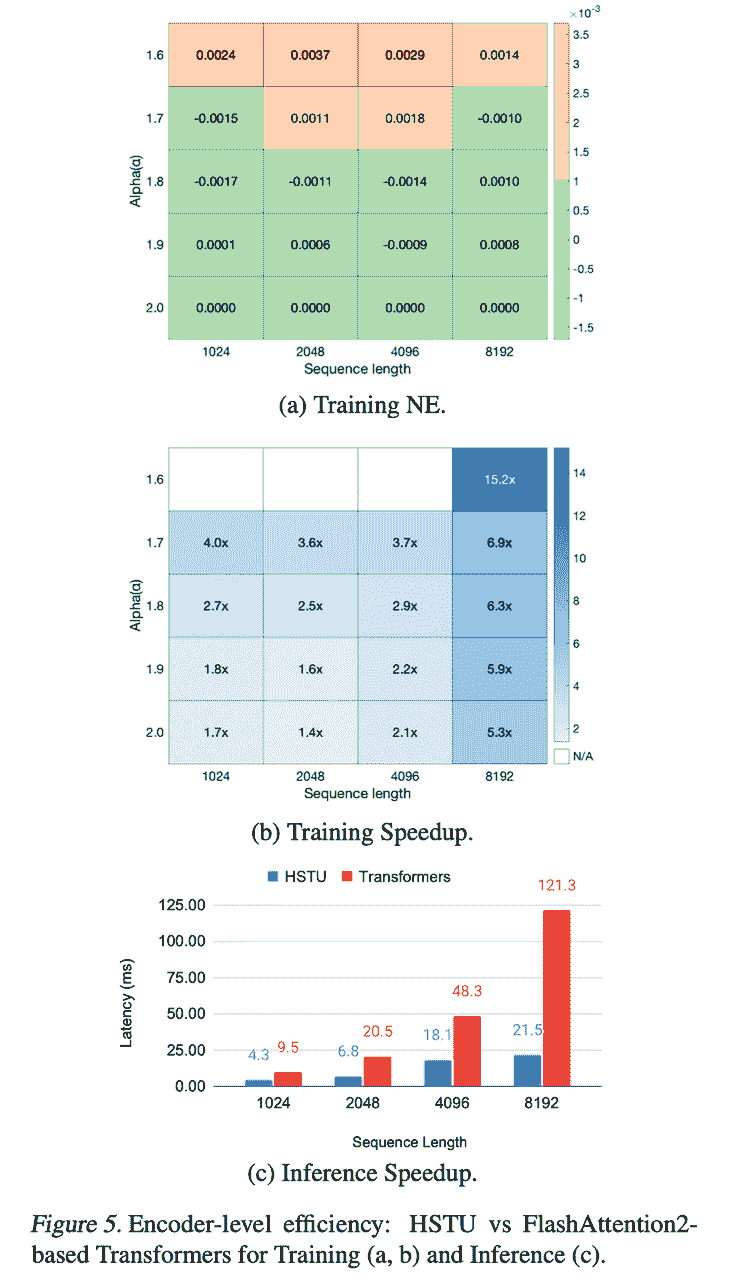 ×10-3
1.6 0.0024 0.0037 0.0029 0.0014
1.7 -0.0015 0.0011 0.0018 -0.0010
1.8 -0.0017 -0.0011 -0.0014 0.0010
1.9 0.0001 0.0006 -0.0009 0.0008
2.0 0.0000 0.0000 0.0000 0.0000
Alpha(α)
1024 2048 4096 8192
Sequence length
3.5
3
2.5
2
1.5
1
0.5
0
-0.5
-1
-1.5
(a) Training NE.
1.6 15.2x
1.7 4.0x 3.6x 3.7x 6.9x
1.8 2.7x 2.5x 2.9x 6.3x
1.9 1.8x 1.6x 2.2x 5.9x
2.0 1.7x 1.4x 2.1x 5.3x
Alpha(α)
1024 2048 4096 8192
Sequence length
14
12
10
8
6
4
2
N/A
(b) Training Speedup.
HSTU Transformers
125.00
100.00
75.00
50.00
25.00
0.00
Latency (ms)
4.3 9.5 6.8 20.5 18.1 48.3 21.5 121.3
1024 2048 4096 8192
Sequence Length
(c) Inference Speedup.
Figure 5. Encoder-level efficiency: HSTU vs FlashAttention2-
based Transformers for Training (a, b) and Inference (c).